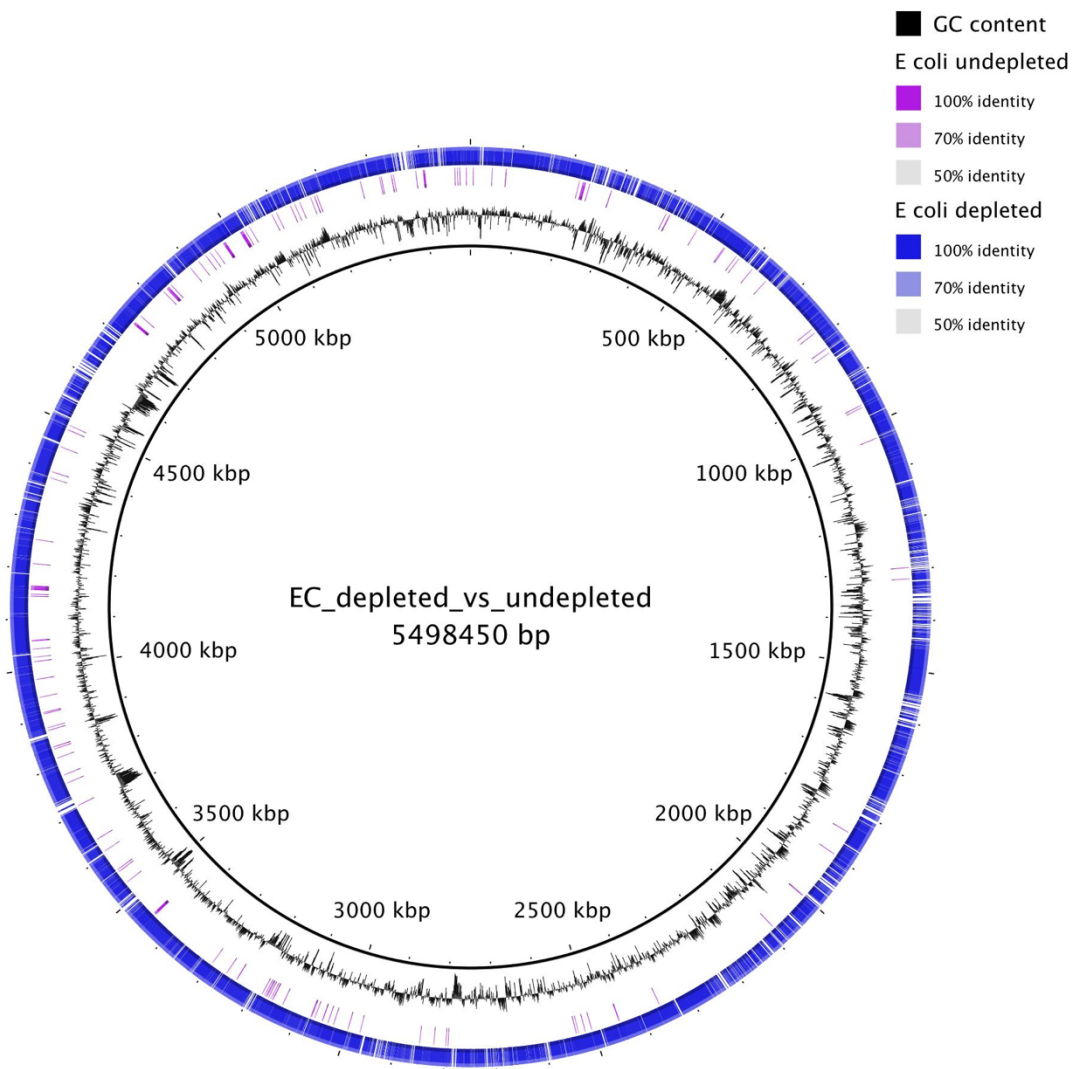 GC content
E coli undepleted
100% identity
70% identity
50% identity
E coli depleted
100% identity
70% identity
50% identity
5000 kbp
500 kbp
4500 kbp
1000 kbp
EC_depleted_vs_undepleted
5498450 bp
4000 kbp
1500 kbp
3500 kbp
2000 kbp
3000 kbp
2500 kbp